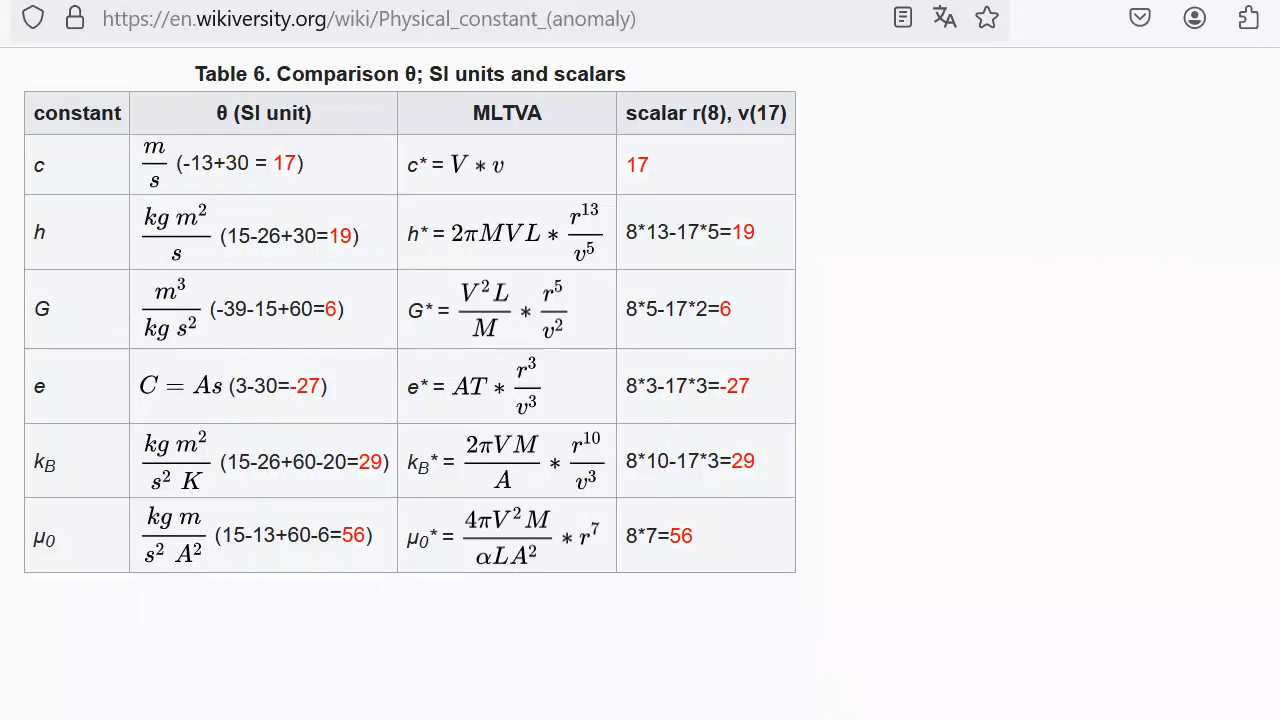 https://en.wikiversity.org/wiki/Physical_constant_(anomaly)
Table 6. Comparison θ; SI units and scalars
constant θ (SI unit) MLTVA scalar r(8), v(17)
c m/s (-13+30 = 17) c* = V * v 17
h kg m²/s (15-26+30=19) h* = 2πMVL * r¹³/v⁵ 8*13-17*5=19
G m³/kg s² (-39-15+60=6) G* = V²L/M * r⁵/v² 8*5-17*2=6
e C = As (3-30=-27) e* = AT * r³/v³ 8*3-17*3=-27
k_B kg m²/s² K (15-26+60-20=29) k_B* = 2πVM/A * r¹⁰/v³ 8*10-17*3=29
μ₀ kg m/s² A² (15-13+60-6=56) μ₀* = 4πV²M/αLA² * r⁷ 8*7=56